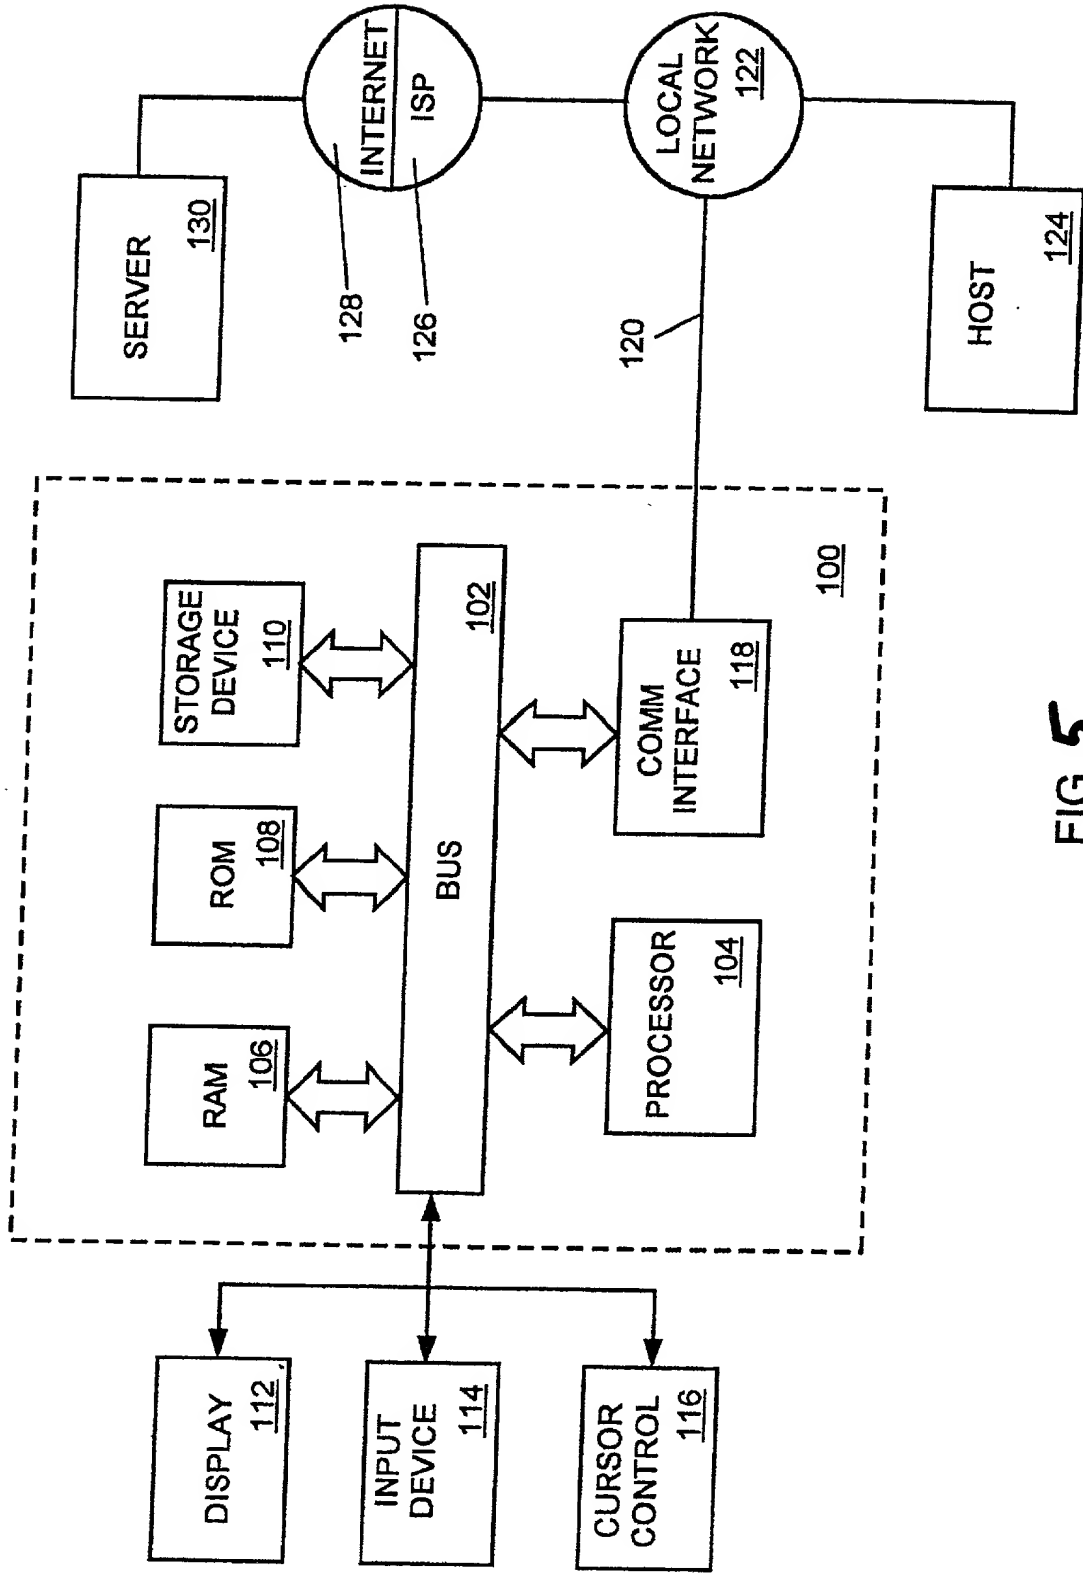 DISPLAY
112
INPUT
DEVICE
114
CURSOR
CONTROL
116
RAM
106
ROM
108
STORAGE
DEVICE
110
BUS
102
PROCESSOR
104
COMM
INTERFACE
118
100
SERVER
130
128
126
INTERNET
ISP
120
LOCAL
NETWORK
122
HOST
124
FIG. 5